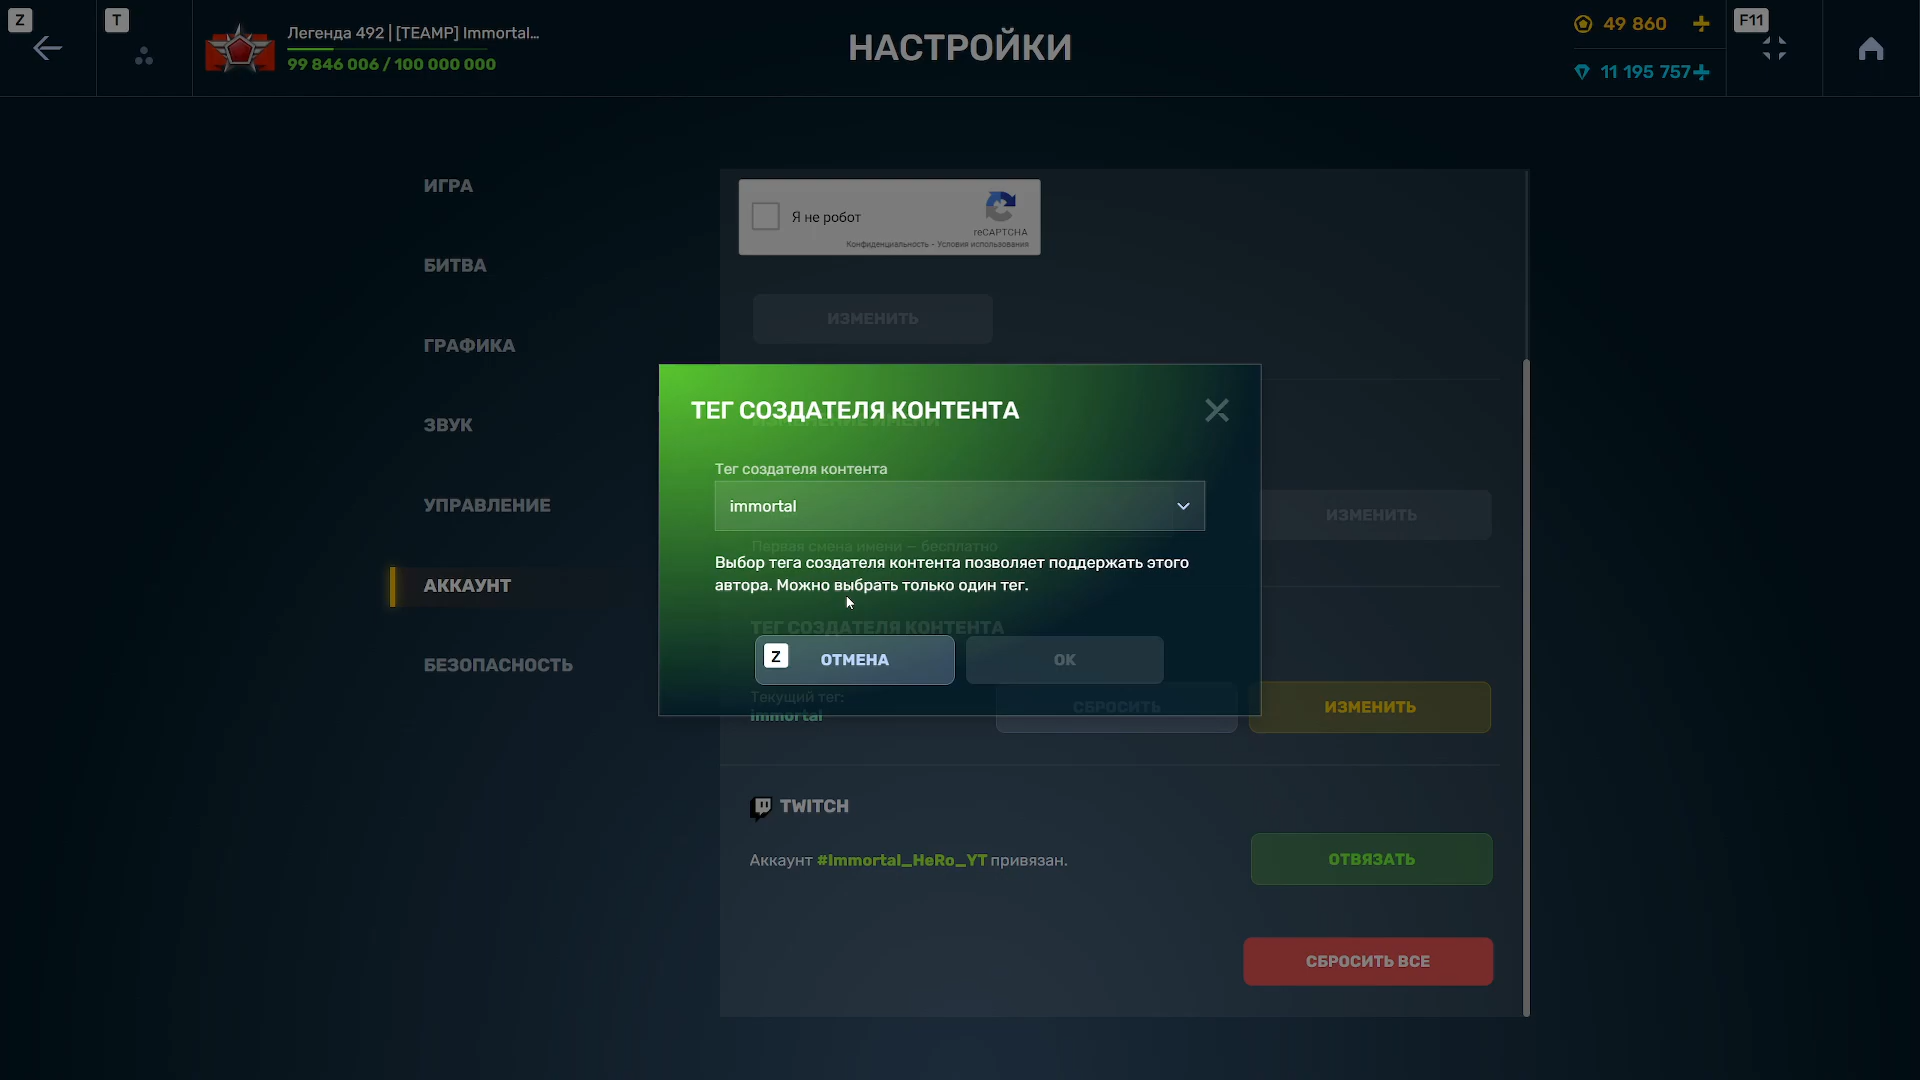 Z
T
Легенда 492 | [TEAMP] Immortal...
99 846 006 / 100 000 000
НАСТРОЙКИ
49 860
11 195 757
F11
ИГРА
БИТВА
ГРАФИКА
ЗВУК
УПРАВЛЕНИЕ
АККАУНТ
БЕЗОПАСНОСТЬ
Я не робот
reCAPTCHA
Конфиденциальность - Условия использования
ИЗМЕНИТЬ
ТЕГ СОЗДАТЕЛЯ КОНТЕНТА
ИЗМЕНЕНИЕ ИМЕНИ
Тег создателя контента
immortal
ИЗМЕНИТЬ
Первая смена имени — бесплатно
Выбор тега создателя контента позволяет поддержать этого
автора. Можно выбрать только один тег.
ТЕГ СОЗДАТЕЛЯ КОНТЕНТА
Z
ОТМЕНА
OK
Текущий тег:
immortal
СБРОСИТЬ
ИЗМЕНИТЬ
TWITCH
Аккаунт #Immortal_HeRo_YT привязан.
ОТВЯЗАТЬ
СБРОСИТЬ ВСЕ